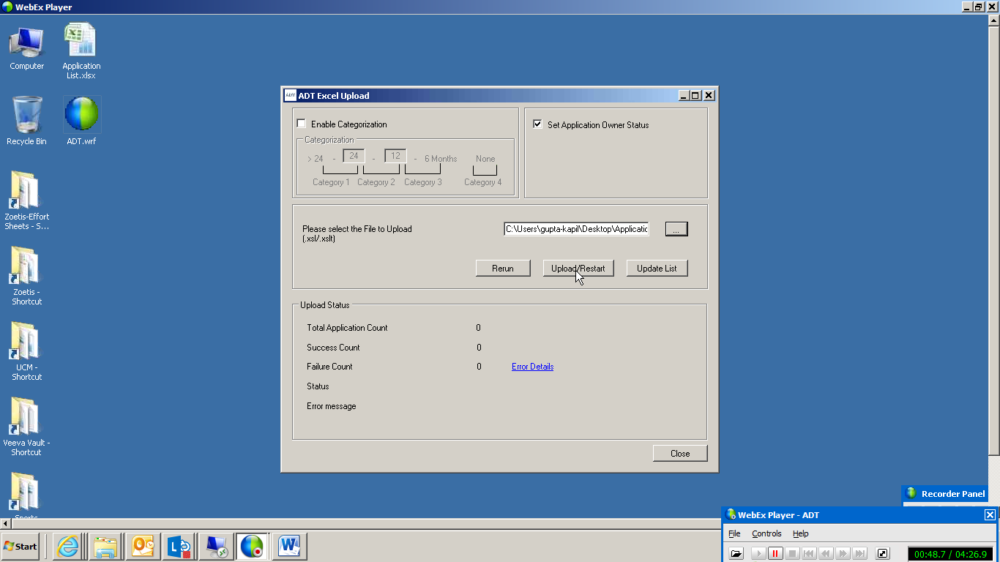 WebEx Player
Computer
Application
List.xlsx
Recycle Bin
ADT.wrf
Zoetis-Effort
Sheets - S...
Zoetis -
Shortcut
UCM -
Shortcut
Veeva Vault -
Shortcut
Sports
ADT ADT Excel Upload
Enable Categorization
Categorization
> 24 - 24 - 12 - 6 Months None
Category 1 Category 2 Category 3 Category 4
Set Application Owner Status
Please select the File to Upload
(.xsl/.xslt)
C:\Users\gupta-kapil\Desktop\Applicatic
...
Rerun Upload/Restart Update List
Upload Status
Total Application Count 0
Success Count 0
Failure Count 0 Error Details
Status
Error message
Close
Recorder Panel
WebEx Player - ADT
File Controls Help
00:48.7 / 04:26.9
Start